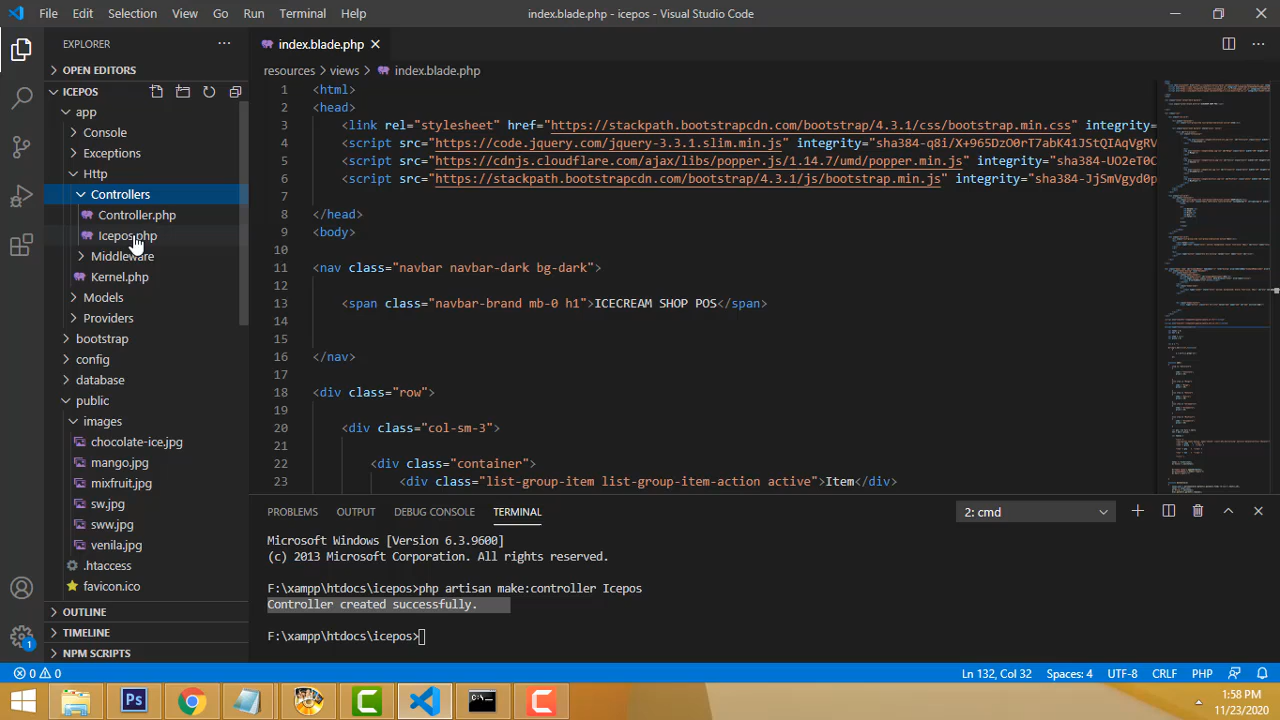 File Edit Selection View Go Run Terminal Help
index.blade.php - icepos - Visual Studio Code
EXPLORER
OPEN EDITORS
ICEPOS
app
Console
Exceptions
Http
Controllers
Controller.php
Icepos.php
Middleware
Kernel.php
Models
Providers
bootstrap
config
database
public
images
chocolate-ice.jpg
mango.jpg
mixfruit.jpg
sw.jpg
sww.jpg
venila.jpg
.htaccess
favicon.ico
OUTLINE
TIMELINE
NPM SCRIPTS
index.blade.php
resources > views > index.blade.php
1 <html>
2 <head>
3 <link rel="stylesheet" href="https://stackpath.bootstrapcdn.com/bootstrap/4.3.1/css/bootstrap.min.css" integrity=
4 <script src="https://code.jquery.com/jquery-3.3.1.slim.min.js" integrity="sha384-q8i/X+965DzO0rT7abK41JStQIAqVgRV
5 <script src="https://cdnjs.cloudflare.com/ajax/libs/popper.js/1.14.7/umd/popper.min.js" integrity="sha384-UO2eT0C
6 <script src="https://stackpath.bootstrapcdn.com/bootstrap/4.3.1/js/bootstrap.min.js" integrity="sha384-JjSmVgyd0p
7
8 </head>
9 <body>
10
11 <nav class="navbar navbar-dark bg-dark">
12
13 <span class="navbar-brand mb-0 h1">ICECREAM SHOP POS</span>
14
15
16 </nav>
17
18 <div class="row">
19
20 <div class="col-sm-3">
21
22 <div class="container">
23 <div class="list-group-item list-group-item-action active">Item</div>
PROBLEMS OUTPUT DEBUG CONSOLE TERMINAL
2: cmd
Microsoft Windows [Version 6.3.9600]
(c) 2013 Microsoft Corporation. All rights reserved.
F:\xampp\htdocs\icepos>php artisan make:controller Icepos
Controller created successfully.
F:\xampp\htdocs\icepos>
1
0 0
Ln 132, Col 32 Spaces: 4 UTF-8 CRLF PHP
Ps
1:58 PM
11/23/2020